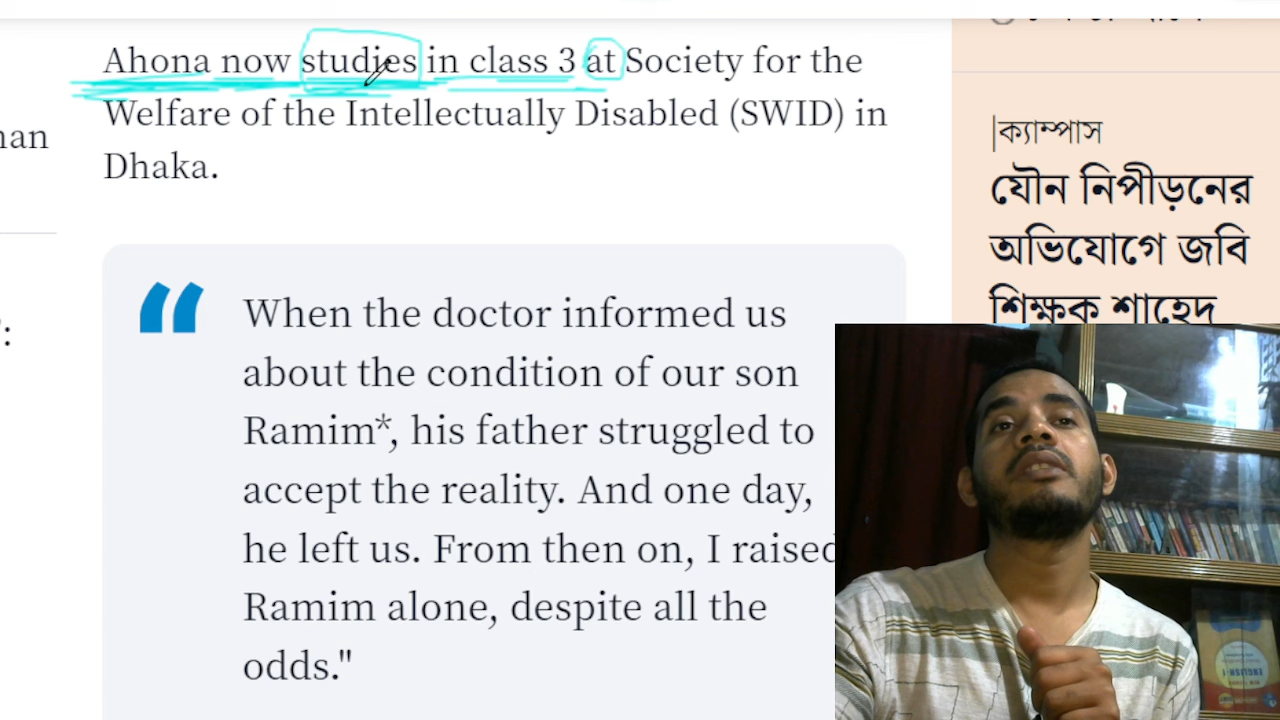 Ahona now studies in class 3 at Society for the
Welfare of the Intellectually Disabled (SWID) in
Dhaka.
“
When the doctor informed us
about the condition of our son
Ramim*, his father struggled to
accept the reality. And one day,
he left us. From then on, I raised
Ramim alone, despite all the
odds."
|ক্যাম্পাস
যৌন নিপীড়নের
অভিযোগে জবি
শিক্ষক শাহেদ